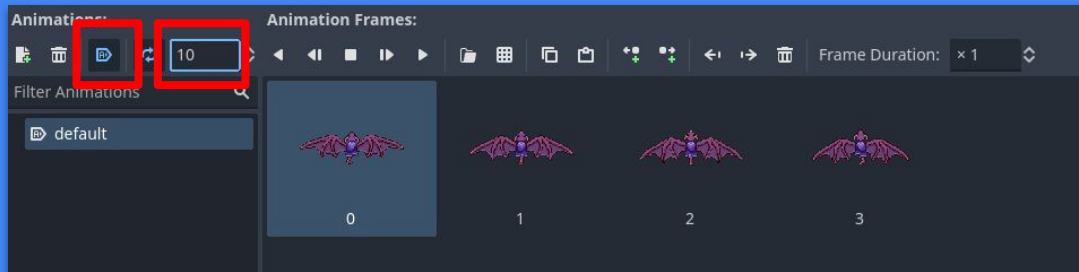 Animations:
Animation Frames:
10
Frame Duration:
× 1
Filter Animations
default
0
1
2
3